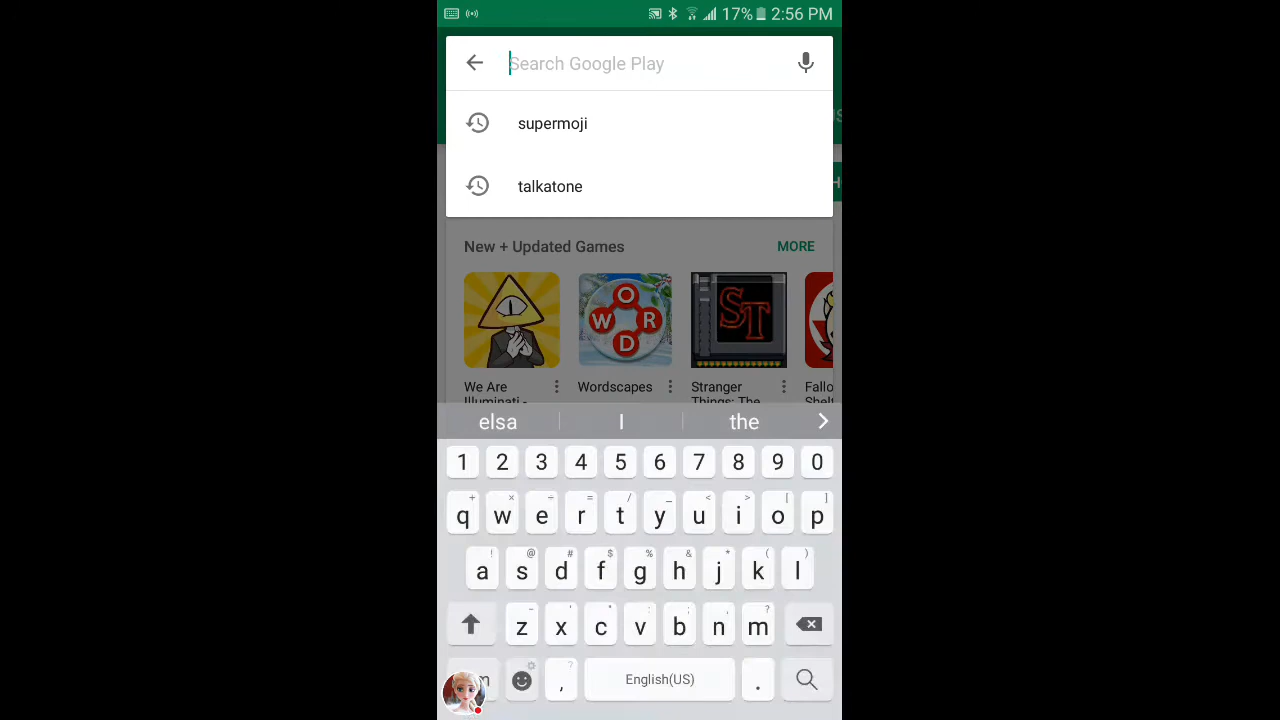 17% 2:56 PM
Search Google Play
supermoji
talkatone
New + Updated Games MORE
O
W R
D
ST
We Are Wordscapes Stranger Fallo
Illuminati - Things: The Shelt
elsa I the
1 2 3 4 5 6 7 8 9 0
+ × ÷ = / _ < > [ ]
q w e r t y u i o p
! @ # $ % & * ( )
a s d f g h j k l
- ' " : ; , ?
z x c v b n m
, English(US) .